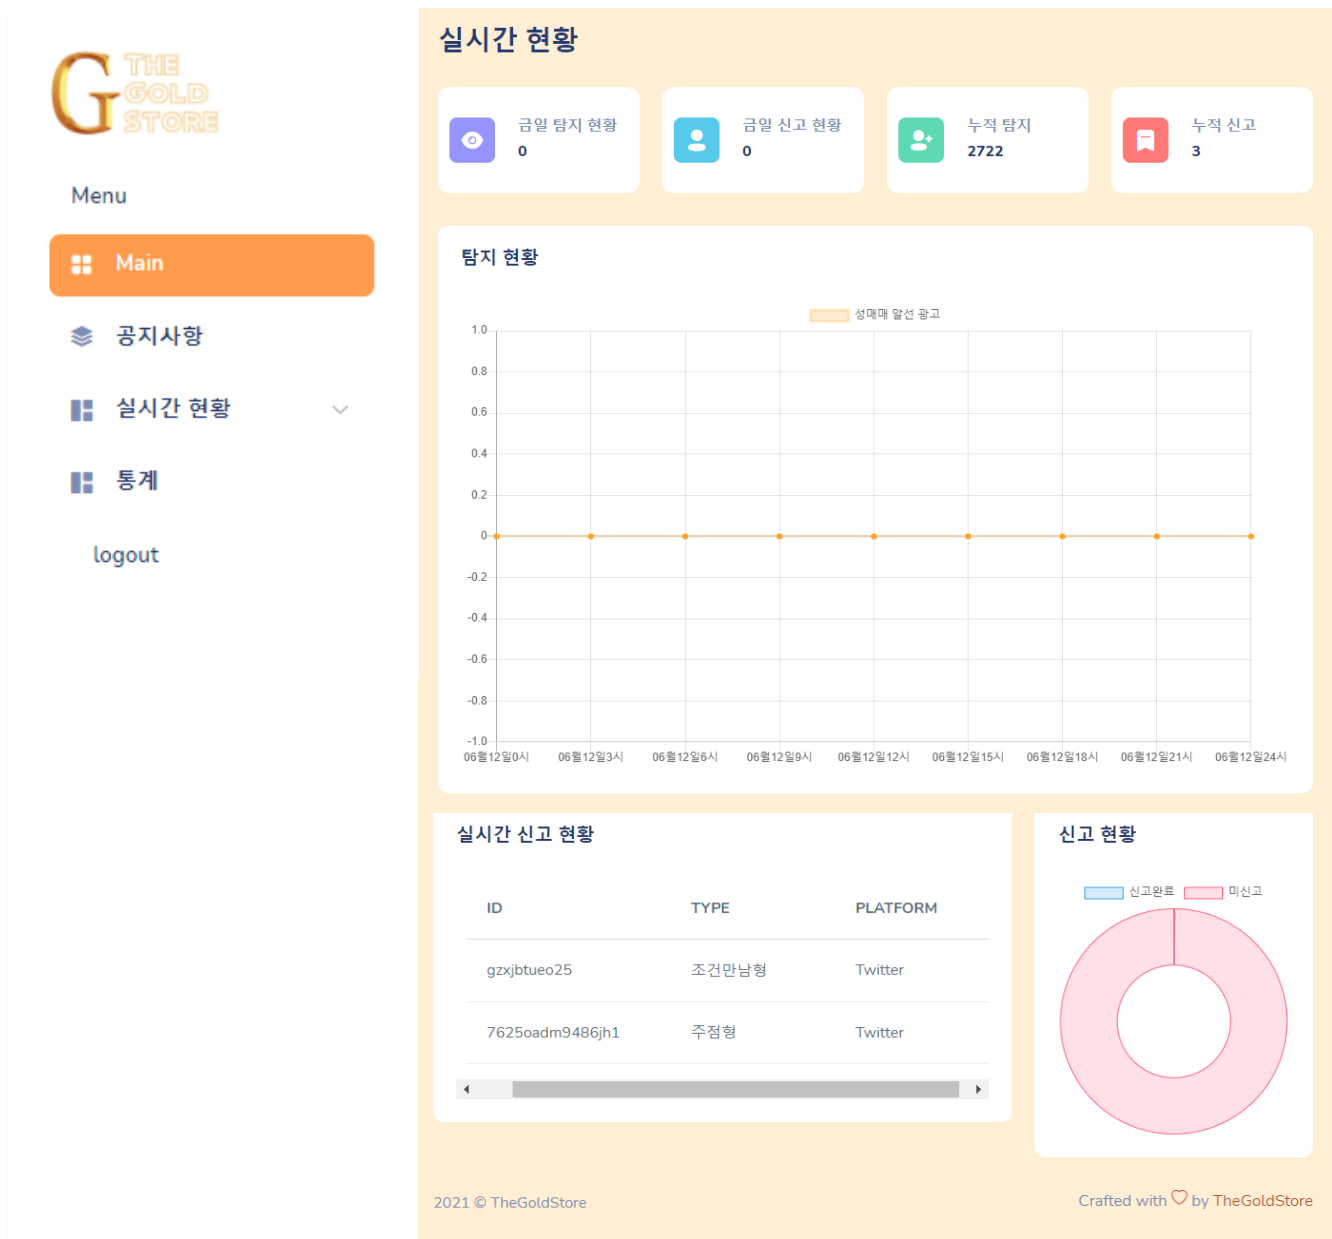 G THE
GOLD
STORE
Menu
Main
공지사항
실시간 현황
통계
logout
실시간 현황
금일 탐지 현황
0
금일 신고 현황
0
누적 탐지
2722
누적 신고
3
탐지 현황
성매매 알선 광고
1.0
0.8
0.6
0.4
0.2
0
-0.2
-0.4
-0.6
-0.8
-1.0
06월12일0시 06월12일3시 06월12일6시 06월12일9시 06월12일12시 06월12일15시 06월12일18시 06월12일21시 06월12일24시
실시간 신고 현황
ID TYPE PLATFORM
gzxjbtueo25 조건만남형 Twitter
7625oadm9486jh1 주점형 Twitter
신고 현황
신고완료 미신고
2021 © TheGoldStore
Crafted with ♡ by TheGoldStore